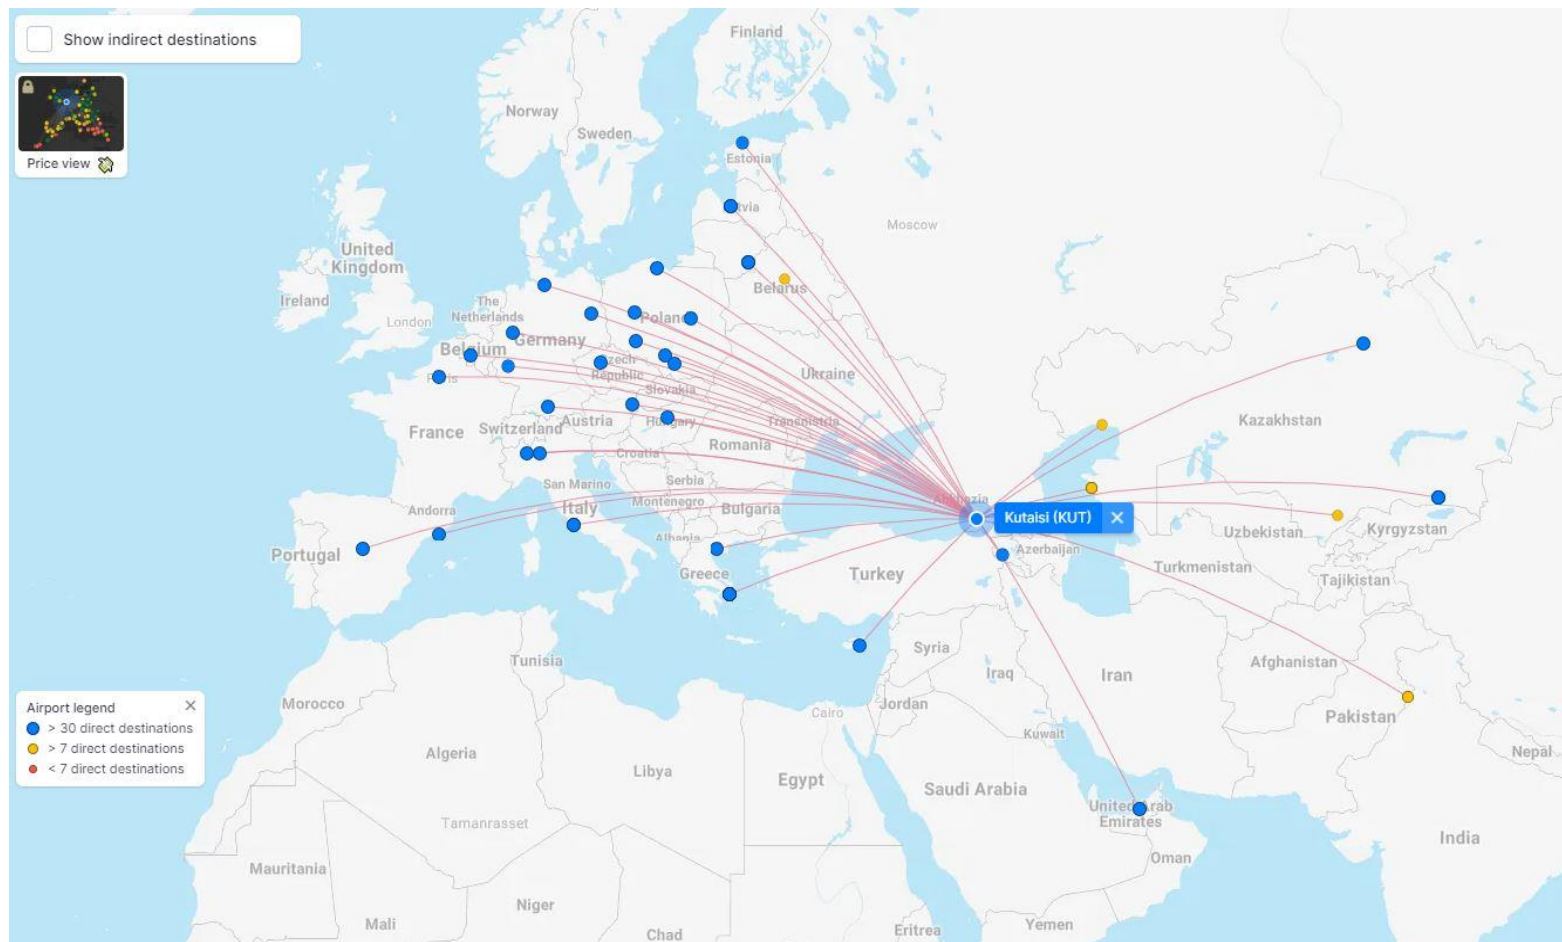 Show indirect destinations
Price view
Finland
Norway
Sweden
Estonia
Moscow
United
Kingdom
Ireland
London
The
Netherlands
Belarus
Poland
Germany
Belgium
Czech
Republic
Slovakia
Ukraine
Paris
France
Switzerland
Austria
Hungary
Transnistria
Kazakhstan
Croatia
Romania
San Marino
Serbia
Montenegro
Bulgaria
Andorra
Italy
Albania
Abkhazia
Kutaisi (KUT)
Uzbekistan
Kyrgyzstan
Portugal
Greece
Turkey
Azerbaijan
Turkmenistan
Tajikistan
Tunisia
Syria
Iraq
Iran
Afghanistan
Morocco
Cairo
Jordan
Kuwait
Pakistan
Nepal
Airport legend
> 30 direct destinations
> 7 direct destinations
< 7 direct destinations
Algeria
Libya
Egypt
Saudi Arabia
United Arab
Emirates
Tamanrasset
India
Mauritania
Oman
Niger
Mali
Chad
Eritrea
Yemen